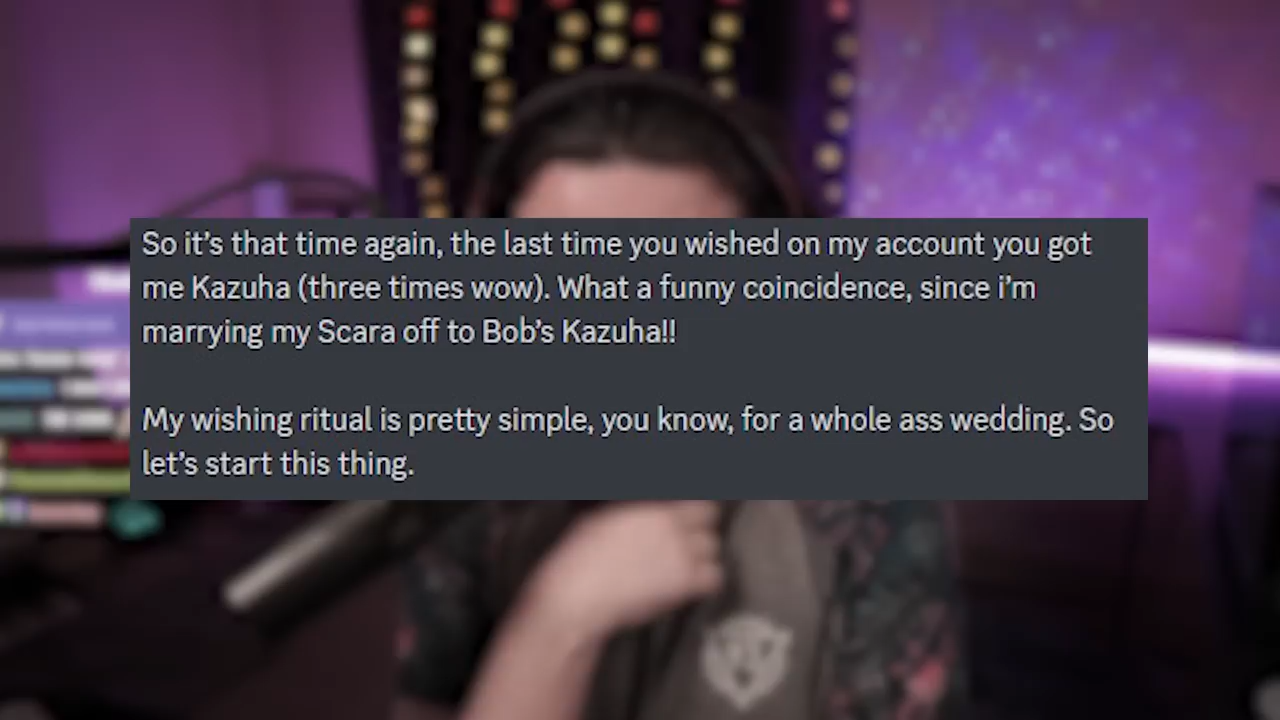 So it’s that time again, the last time you wished on my account you got
me Kazuha (three times wow). What a funny coincidence, since i’m
marrying my Scara off to Bob’s Kazuha!!
My wishing ritual is pretty simple, you know, for a whole ass wedding. So
let’s start this thing.